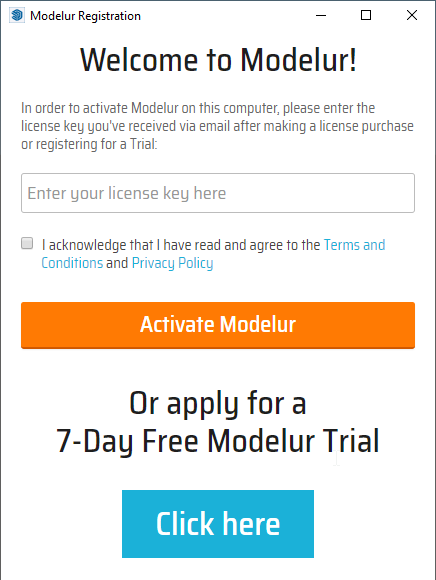 Modelur Registration
Welcome to Modelur!
In order to activate Modelur on this computer, please enter the
license key you've received via email after making a license purchase
or registering for a Trial:
Enter your license key here
I acknowledge that I have read and agree to the Terms and
Conditions and Privacy Policy
Activate Modelur
Or apply for a
7-Day Free Modelur Trial
Click here